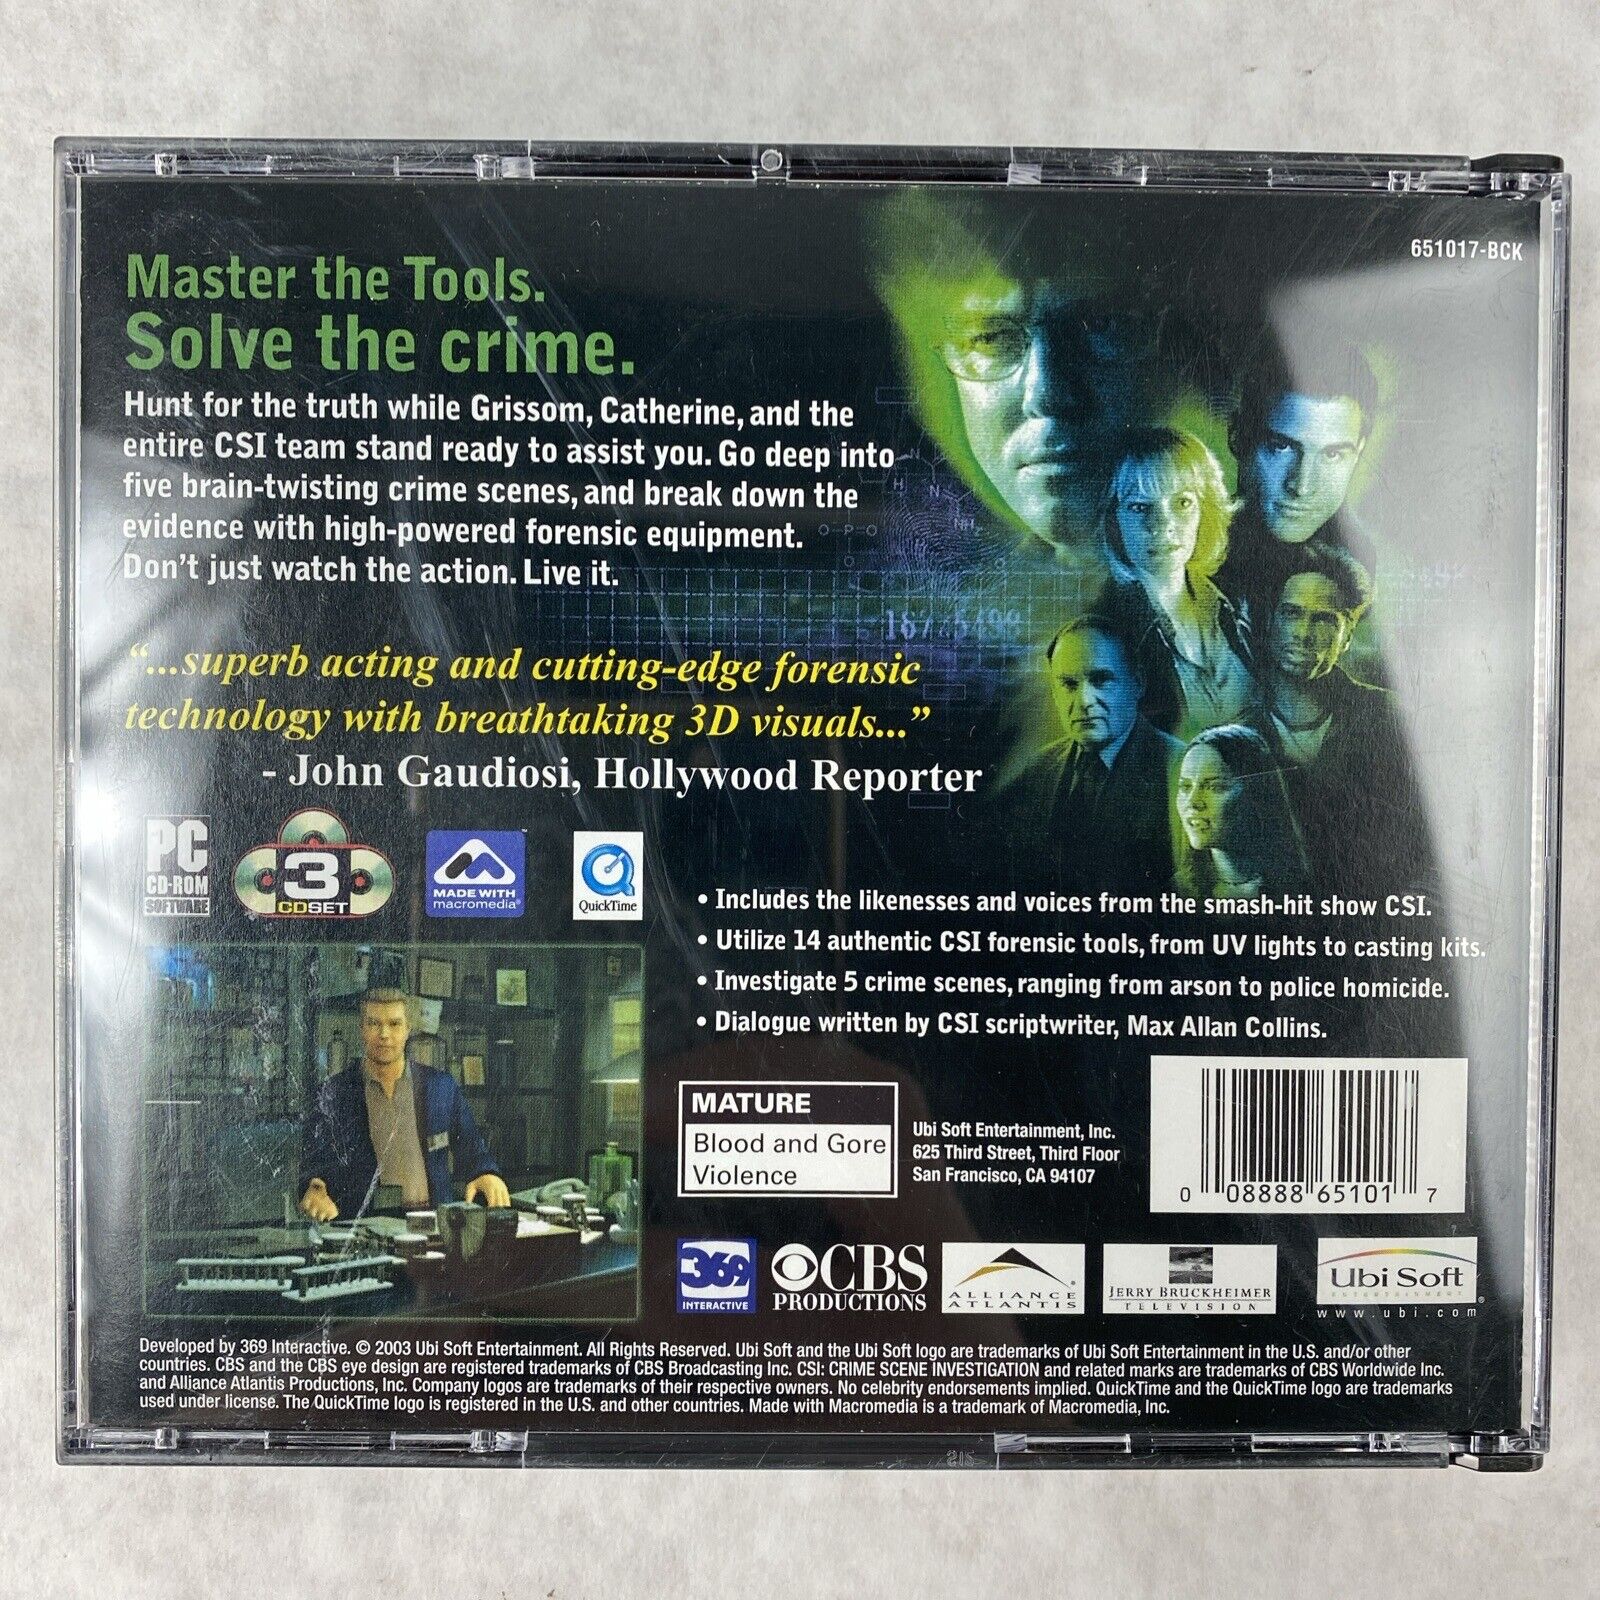 651017-BCK
Master the Tools.
Solve the crime.
Hunt for the truth while Grissom, Catherine, and the
entire CSI team stand ready to assist you. Go deep into
five brain-twisting crime scenes, and break down the
evidence with high-powered forensic equipment.
Don't just watch the action. Live it.
"...superb acting and cutting-edge forensic
technology with breathtaking 3D visuals..."
- John Gaudiosi, Hollywood Reporter
PC
CD-ROM
SOFTWARE
3
CDSET
MADE WITH
macromedia®
QuickTime
• Includes the likenesses and voices from the smash-hit show CSI.
• Utilize 14 authentic CSI forensic tools, from UV lights to casting kits.
• Investigate 5 crime scenes, ranging from arson to police homicide.
• Dialogue written by CSI scriptwriter, Max Allan Collins.
MATURE
Blood and Gore
Violence
Ubi Soft Entertainment, Inc.
625 Third Street, Third Floor
San Francisco, CA 94107
0 08888 65101 7
369
INTERACTIVE
CBS
PRODUCTIONS
ALLIANCE
ATLANTIS
JERRY BRUCKHEIMER
TELEVISION
Ubi Soft
ENTERTAINMENT
www.ubi.com
Developed by 369 Interactive. © 2003 Ubi Soft Entertainment. All Rights Reserved. Ubi Soft and the Ubi Soft logo are trademarks of Ubi Soft Entertainment in the U.S. and/or other
countries. CBS and the CBS eye design are registered trademarks of CBS Broadcasting Inc. CSI: CRIME SCENE INVESTIGATION and related marks are trademarks of CBS Worldwide Inc.
and Alliance Atlantis Productions, Inc. Company logos are trademarks of their respective owners. No celebrity endorsements implied. QuickTime and the QuickTime logo are trademarks
used under license. The QuickTime logo is registered in the U.S. and other countries. Made with Macromedia is a trademark of Macromedia, Inc.